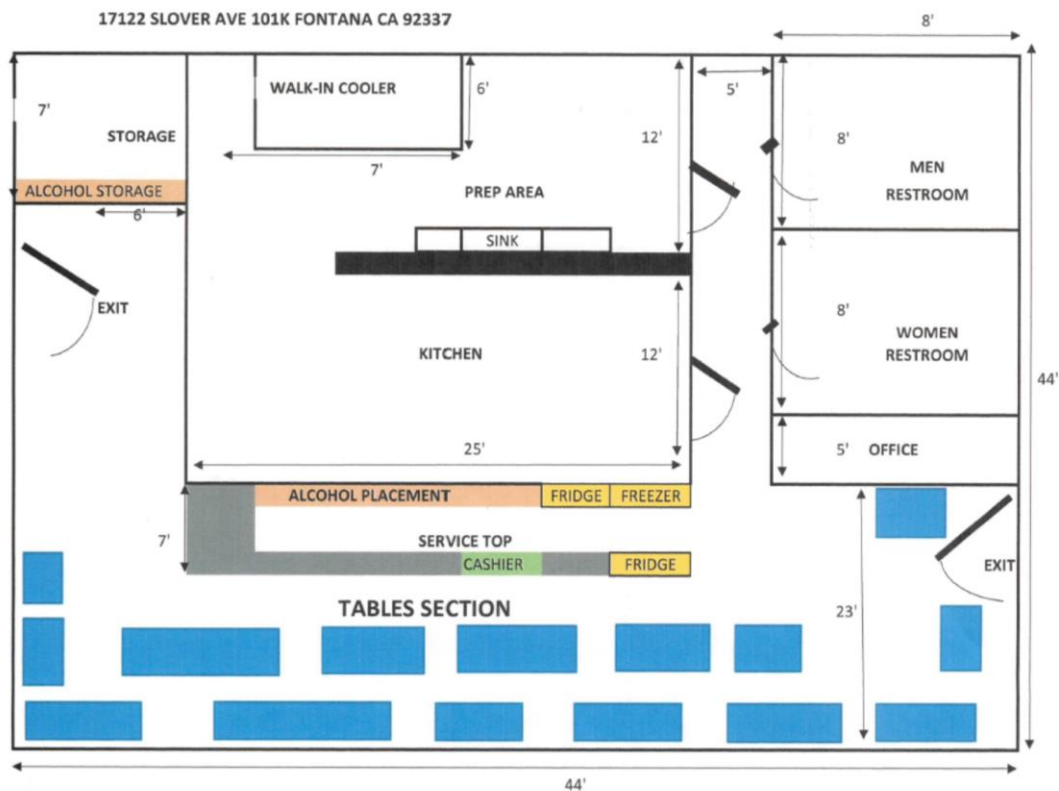 17122 SLOVER AVE 101K FONTANA CA 92337
8'
7'
STORAGE
ALCOHOL STORAGE
6'
WALK-IN COOLER
6'
7'
PREP AREA
SINK
12'
5'
8'
MEN
RESTROOM
EXIT
KITCHEN
12'
8'
WOMEN
RESTROOM
44'
25'
5'
OFFICE
ALCOHOL PLACEMENT
FRIDGE
FREEZER
7'
SERVICE TOP
CASHIER
FRIDGE
EXIT
TABLES SECTION
23'
44'